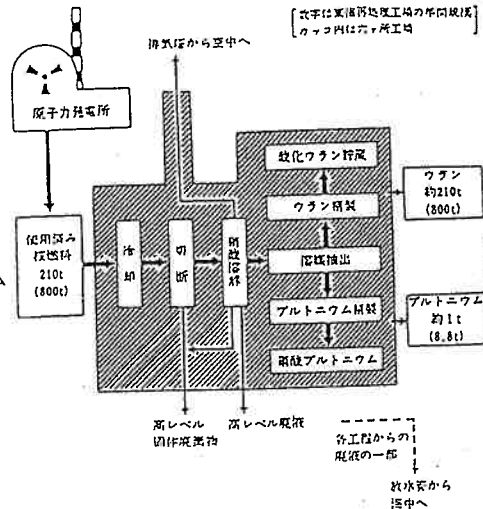 数字は東海再処理工場の年間規模
カッコ内は六ヶ所工場
排気塔から空中へ
原子力発電所
使用済み
核燃料
210t
(800t)
冷却
切断
硝酸溶解
酸化ウラン貯蔵
ウラン精製
溶媒抽出
プルトニウム精製
硝酸プルトニウム
ウラン
約210t
(800t)
プルトニウム
約1t
(8.8t)
高レベル
固体廃棄物
高レベル廃液
各工程からの
廃液の一部
放水管から
海中へ